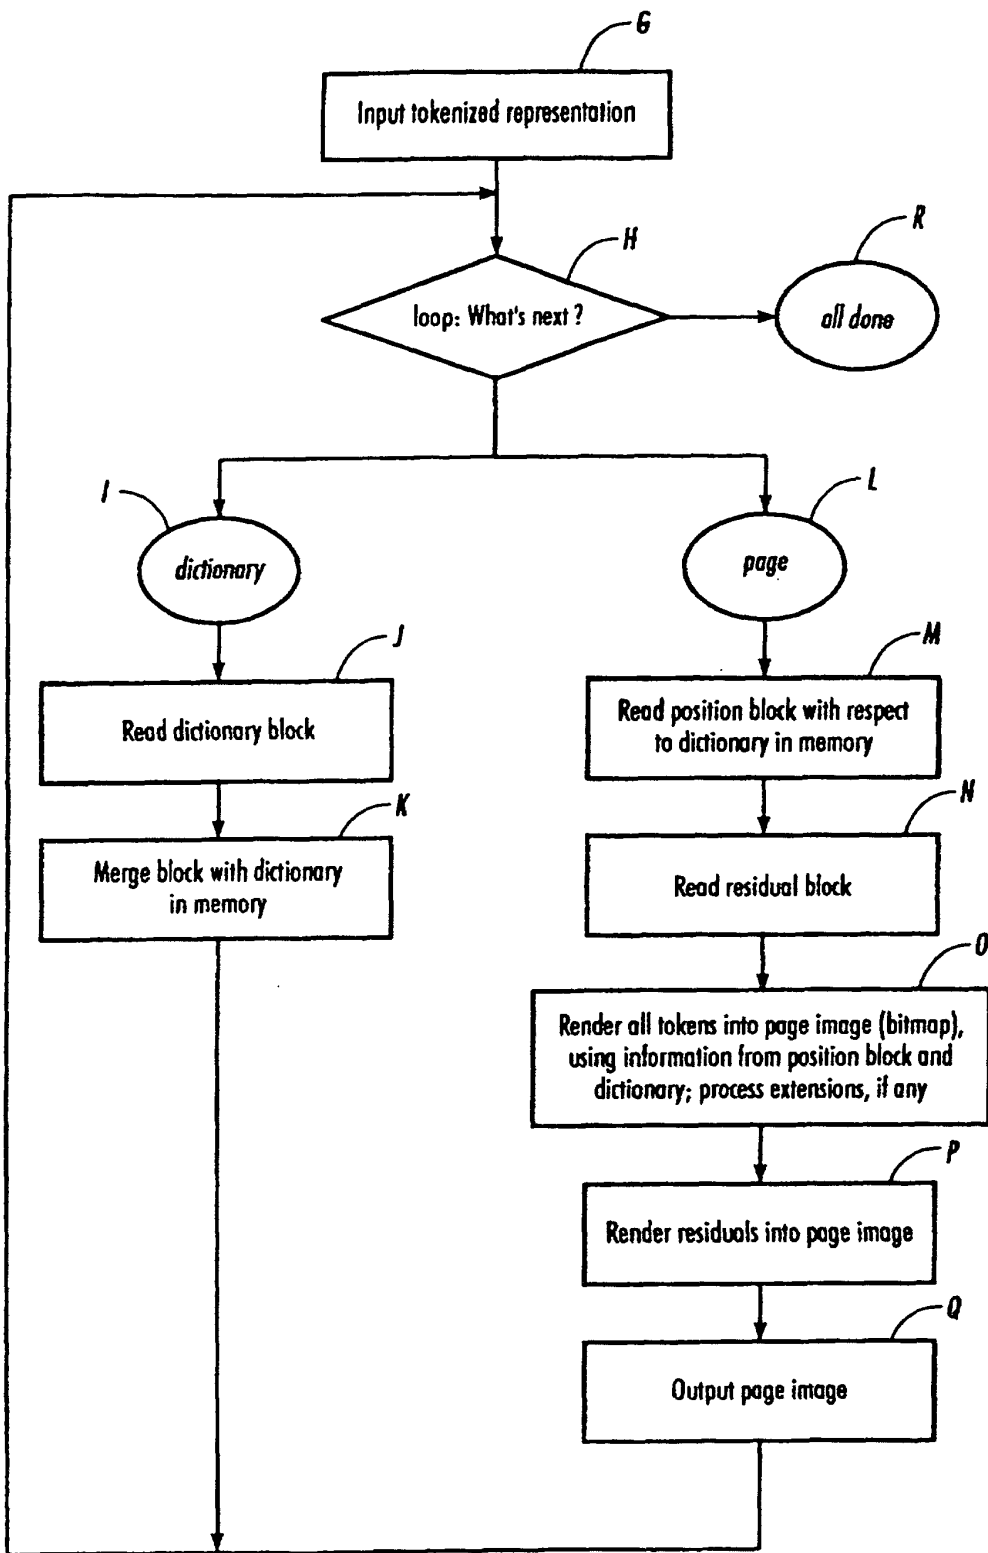 G
Input tokenized representation
H
loop: What's next ?
R
all done
I
dictionary
L
page
J
Read dictionary block
M
Read position block with respect
to dictionary in memory
K
Merge block with dictionary
in memory
N
Read residual block
O
Render all tokens into page image (bitmap),
using information from position block and
dictionary; process extensions, if any
P
Render residuals into page image
Q
Output page image